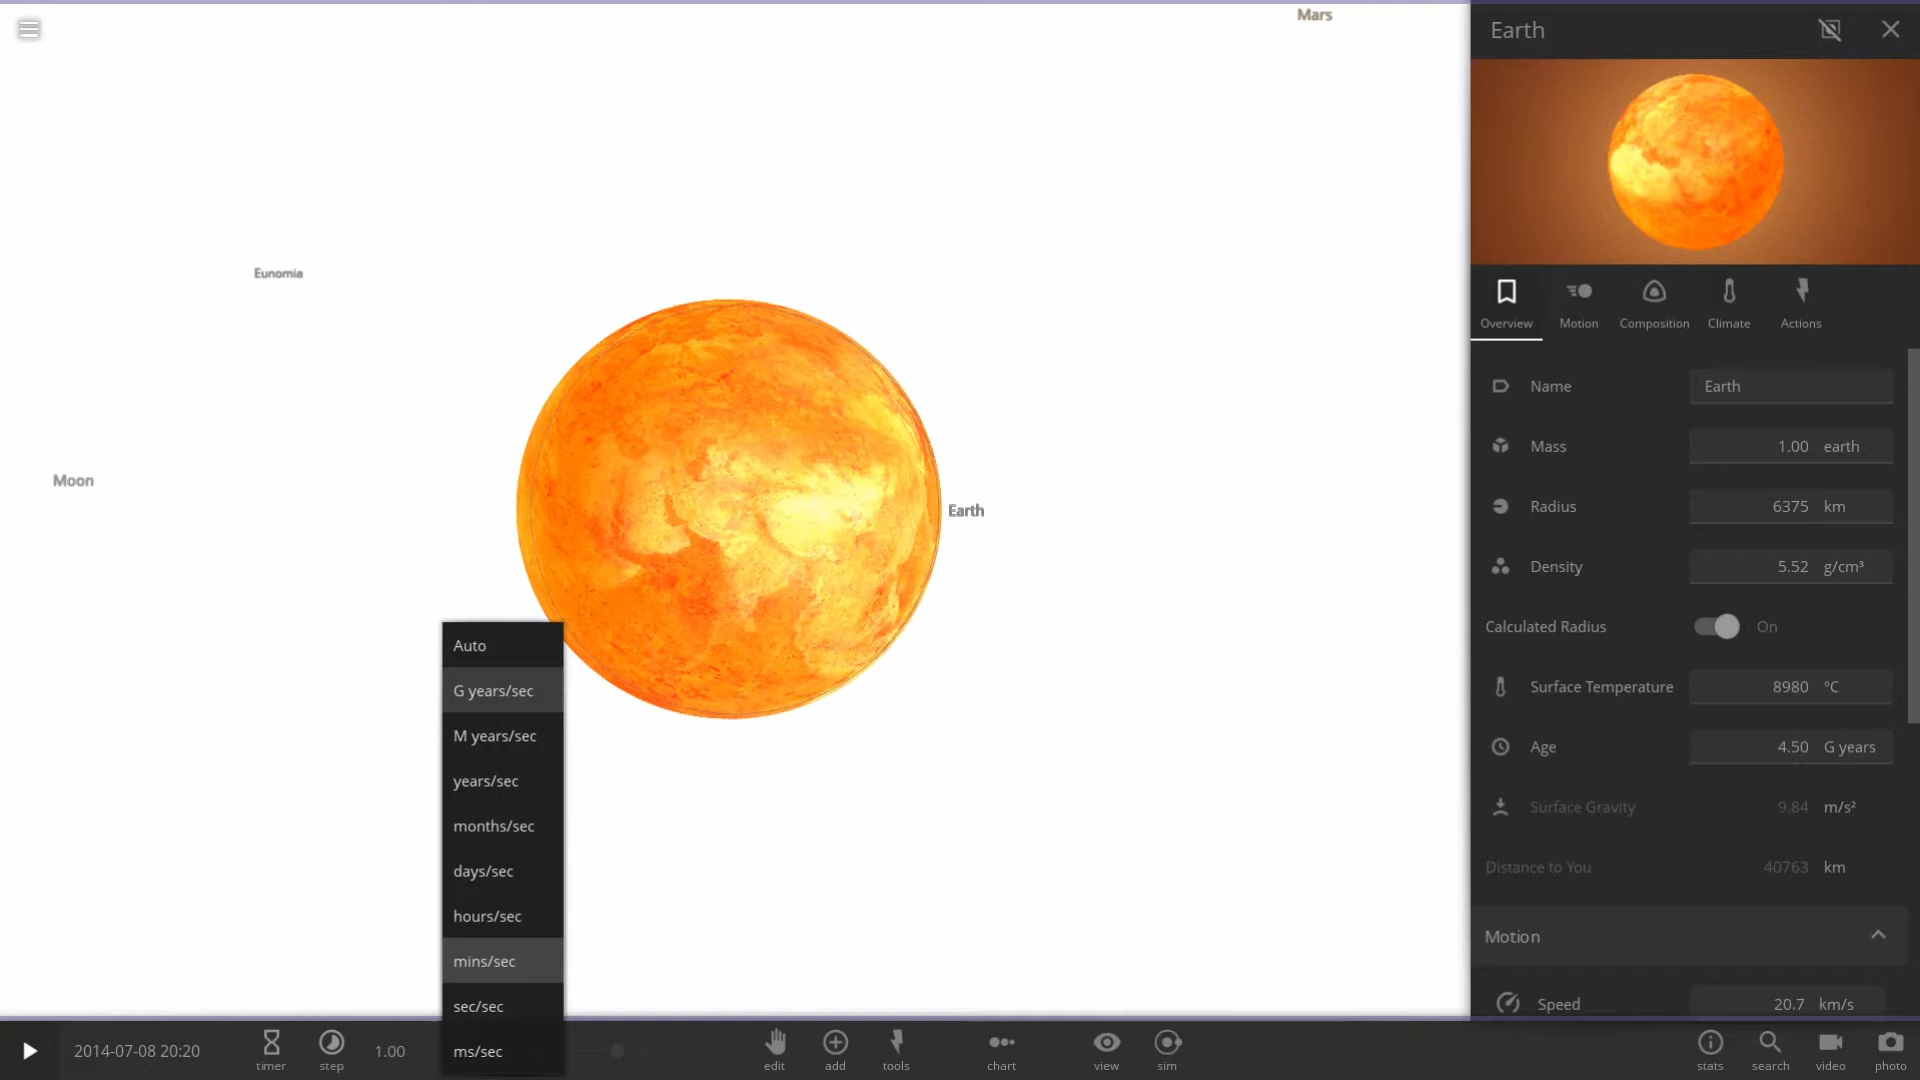 Mars
Earth
Eunomia
Moon
Earth
Overview
Motion
Composition
Climate
Actions
Name
Earth
Mass
1.00 earth
Radius
6375 km
Density
5.52 g/cm³
Calculated Radius
On
Surface Temperature
8980 °C
Age
4.50 G years
Surface Gravity
9.84 m/s²
Distance to You
40763 km
Motion
Speed
20.7 km/s
Auto
G years/sec
M years/sec
years/sec
months/sec
days/sec
hours/sec
mins/sec
sec/sec
ms/sec
2014-07-08 20:20
timer
step
1.00
edit
add
tools
chart
view
sim
stats
search
video
photo